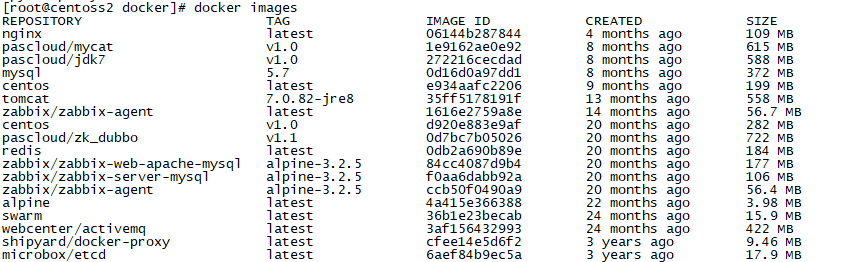 [root@centoss2 docker]# docker images
REPOSITORY TAG IMAGE ID CREATED SIZE
nginx latest 06144b287844 4 months ago 109 MB
pascloud/mycat v1.0 1e9162ae0e92 8 months ago 615 MB
pascloud/jdk7 v1.0 272216cecdad 8 months ago 588 MB
mysql 5.7 0d16d0a97dd1 8 months ago 372 MB
centos latest e934aafc2206 9 months ago 199 MB
tomcat 7.0.82-jre8 35ff5178191f 13 months ago 558 MB
zabbix/zabbix-agent latest 1616e2759a8e 14 months ago 56.7 MB
centos v1.0 d920e883e9af 20 months ago 282 MB
pascloud/zk_dubbo v1.1 0d7bc7b05026 20 months ago 722 MB
redis latest 0db2a690b89e 20 months ago 184 MB
zabbix/zabbix-web-apache-mysql alpine-3.2.5 84cc4087d9b4 20 months ago 177 MB
zabbix/zabbix-server-mysql alpine-3.2.5 f0aa6dabb92a 20 months ago 106 MB
zabbix/zabbix-agent alpine-3.2.5 ccb50f0490a9 20 months ago 56.4 MB
alpine latest 4a415e366388 22 months ago 3.98 MB
swarm latest 36b1e23becab 24 months ago 15.9 MB
webcenter/activemq latest 3af156432993 24 months ago 422 MB
shipyard/docker-proxy latest cfee14e5d6f2 3 years ago 9.46 MB
microbox/etcd latest 6aef84b9ec5a 3 years ago 17.9 MB